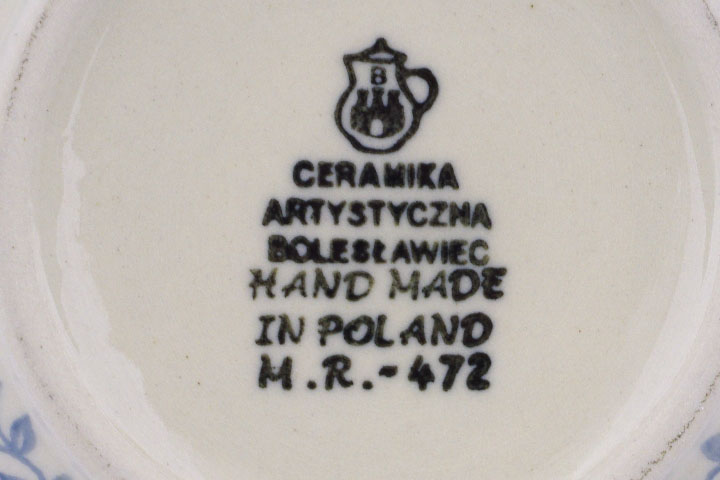 B
CERAMIKA
ARTYSTYCZNA
BOLESŁAWIEC
HAND MADE
IN POLAND
M.R.-472